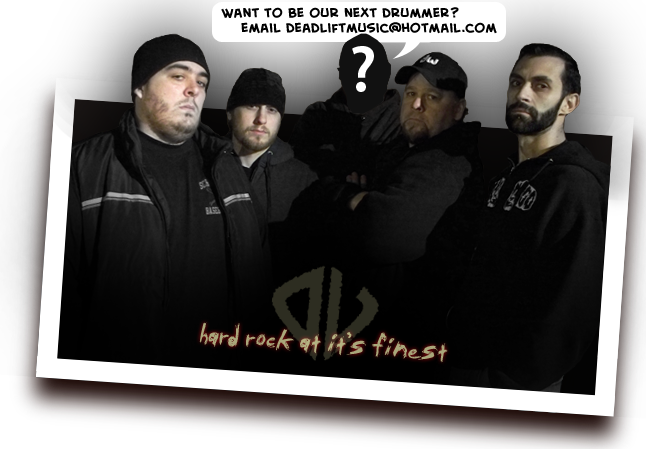 WANT TO BE OUR NEXT DRUMMER?
EMAIL DEADLIFTMUSIC@HOTMAIL.COM
?
hard rock at it's finest